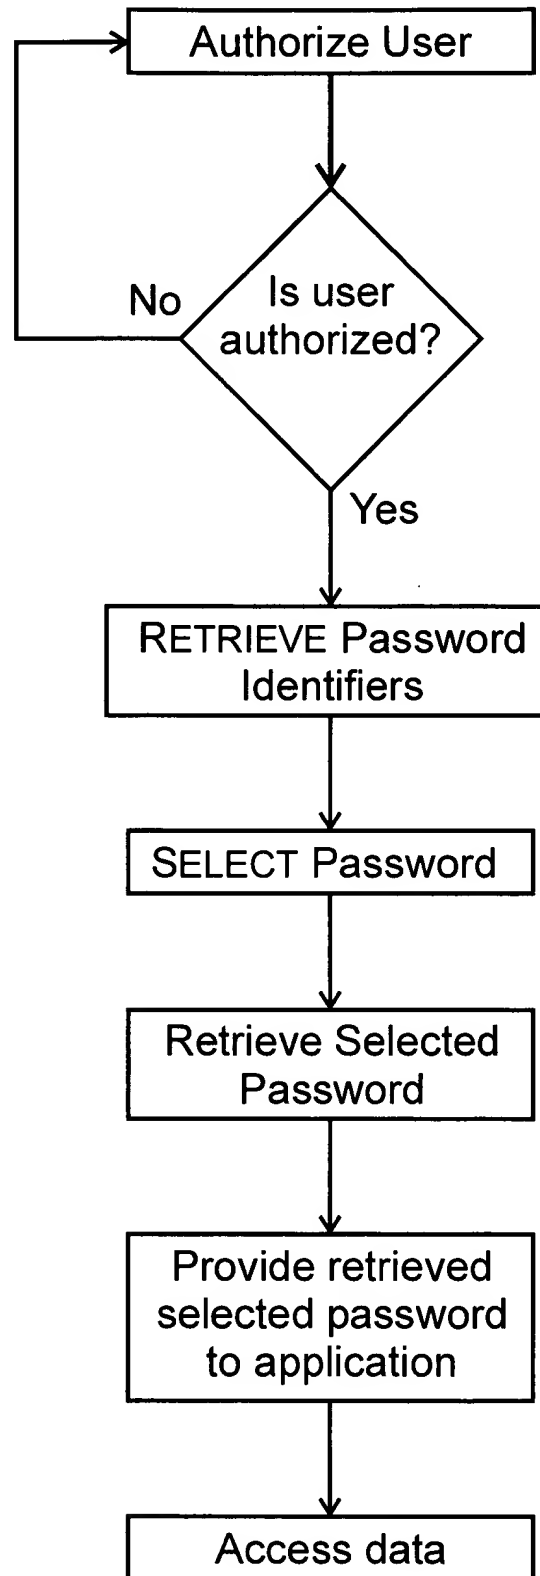 Authorize User
Is user
authorized?
No
Yes
RETRIEVE Password
Identifiers
SELECT Password
Retrieve Selected
Password
Provide retrieved
selected password
to application
Access data